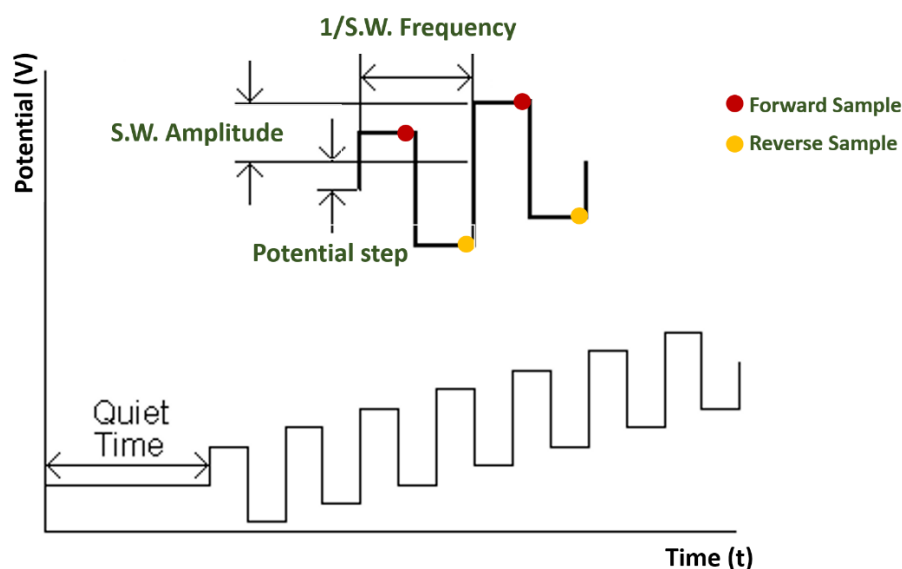 1/S.W. Frequency
Potential (V)
S.W. Amplitude
Forward Sample
Reverse Sample
Potential step
Quiet
Time
Time (t)